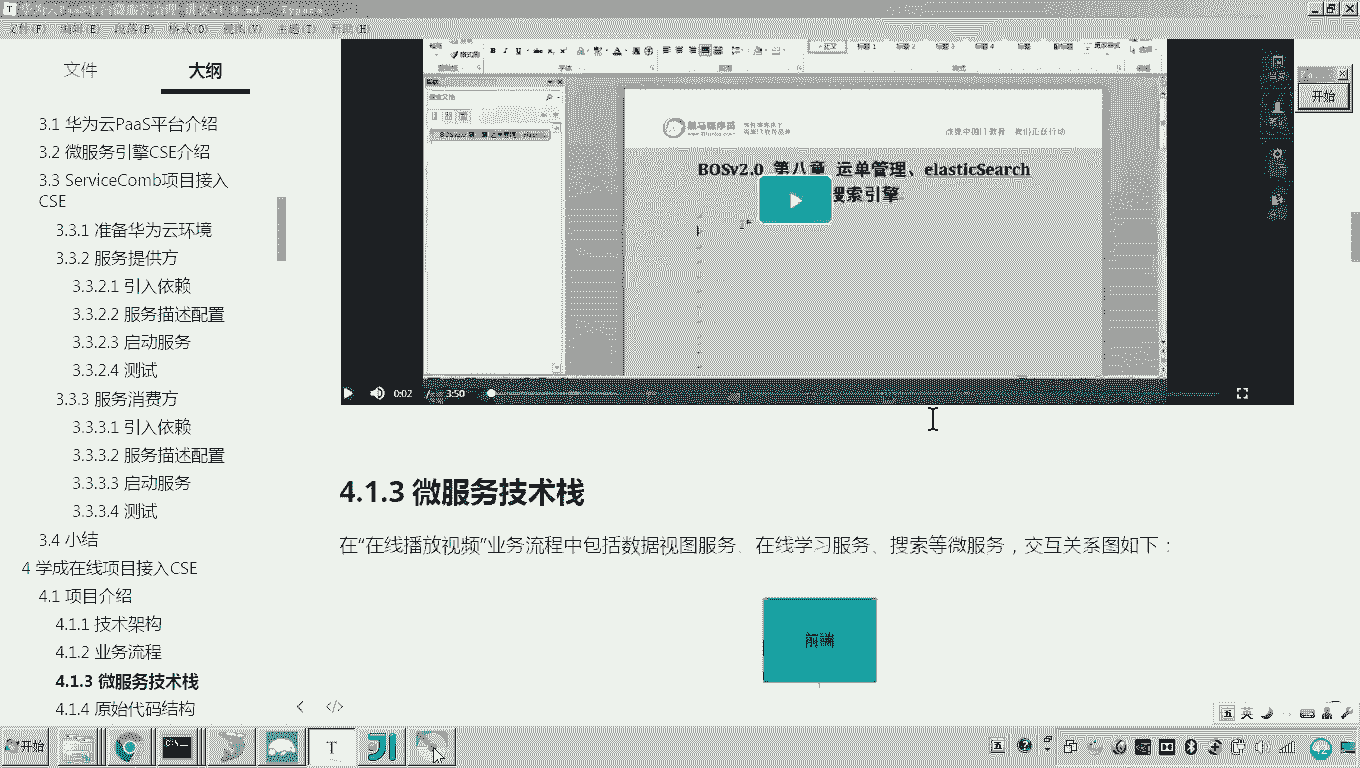 文件(F) 编辑(E) 段落(P) 格式(O) 视图(V) 主题(T) 帮助(H)
文件
大纲
3.1 华为云PaaS平台介绍
3.2 微服务引擎CSE介绍
3.3 ServiceComb项目接入
CSE
3.3.1 准备华为云环境
3.3.2 服务提供方
3.3.2.1 引入依赖
3.3.2.2 服务描述配置
3.3.2.3 启动服务
3.3.2.4 测试
3.3.3 服务消费方
3.3.3.1 引入依赖
3.3.3.2 服务描述配置
3.3.3.3 启动服务
3.3.3.4 测试
3.4 小结
4 学成在线项目接入CSE
4.1 项目介绍
4.1.1 技术架构
4.1.2 业务流程
4.1.3 微服务技术栈
4.1.4 原始代码结构
BOSv2.0 第八章 运单管理、elasticSearch
搜索引擎
0:02 / 3:50
开始
4.1.3 微服务技术栈
在“在线播放视频”业务流程中包括数据视图服务、在线学习服务、搜索等微服务，交互关系图如下：
前端
开始
英